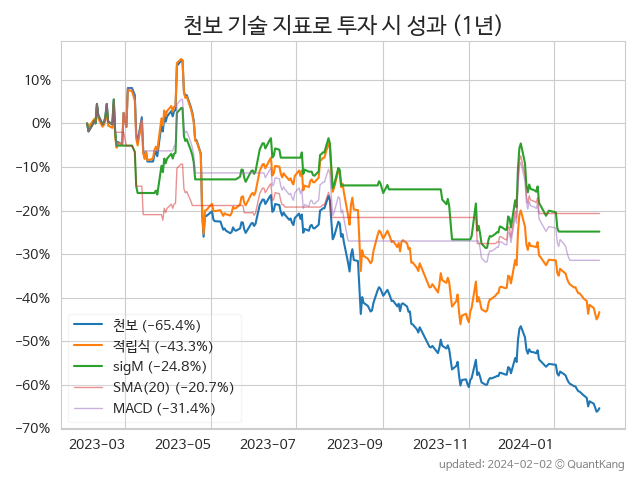 천보 기술 지표로 투자 시 성과 (1년)
10%
0%
−10%
−20%
−30%
−40%
−50%
−60%
−70%
천보 (−65.4%)
적립식 (−43.3%)
sigM (−24.8%)
SMA(20) (−20.7%)
MACD (−31.4%)
2023-03 2023-05 2023-07 2023-09 2023-11 2024-01
updated: 2024-02-02 © QuantKang